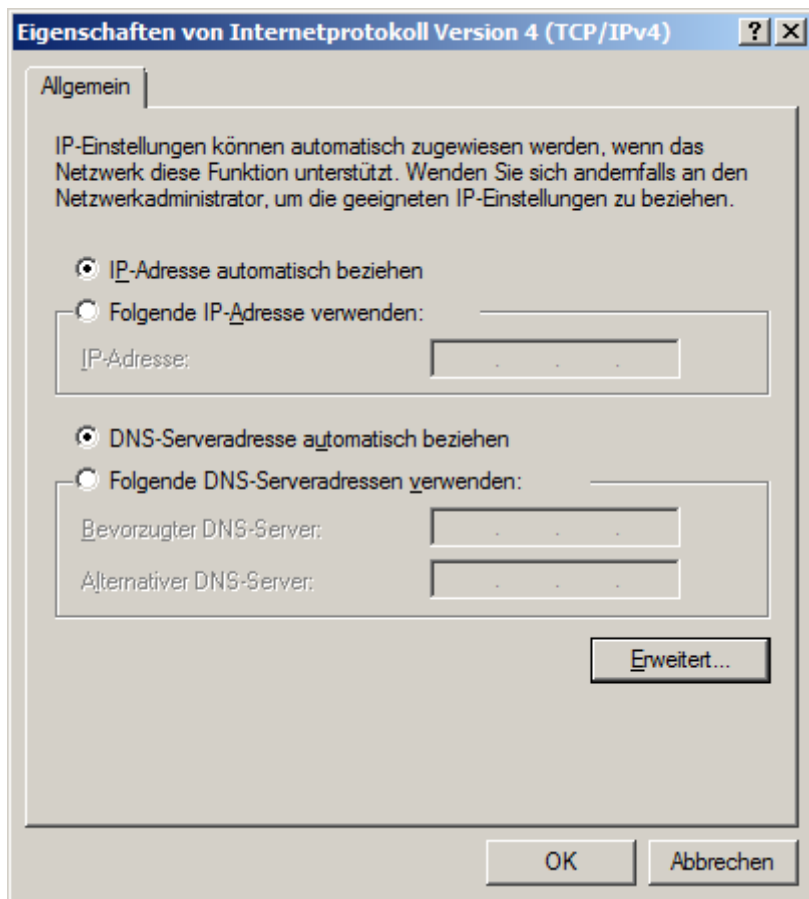 Eigenschaften von Internetprotokoll Version 4 (TCP/IPv4)
Allgemein
IP-Einstellungen können automatisch zugewiesen werden, wenn das
Netzwerk diese Funktion unterstützt. Wenden Sie sich andernfalls an den
Netzwerkadministrator, um die geeigneten IP-Einstellungen zu beziehen.
IP-Adresse automatisch beziehen
Folgende IP-Adresse verwenden:
IP-Adresse:
DNS-Serveradresse automatisch beziehen
Folgende DNS-Serveradressen verwenden:
Bevorzugter DNS-Server:
Alternativer DNS-Server:
Erweitert...
OK Abbrechen